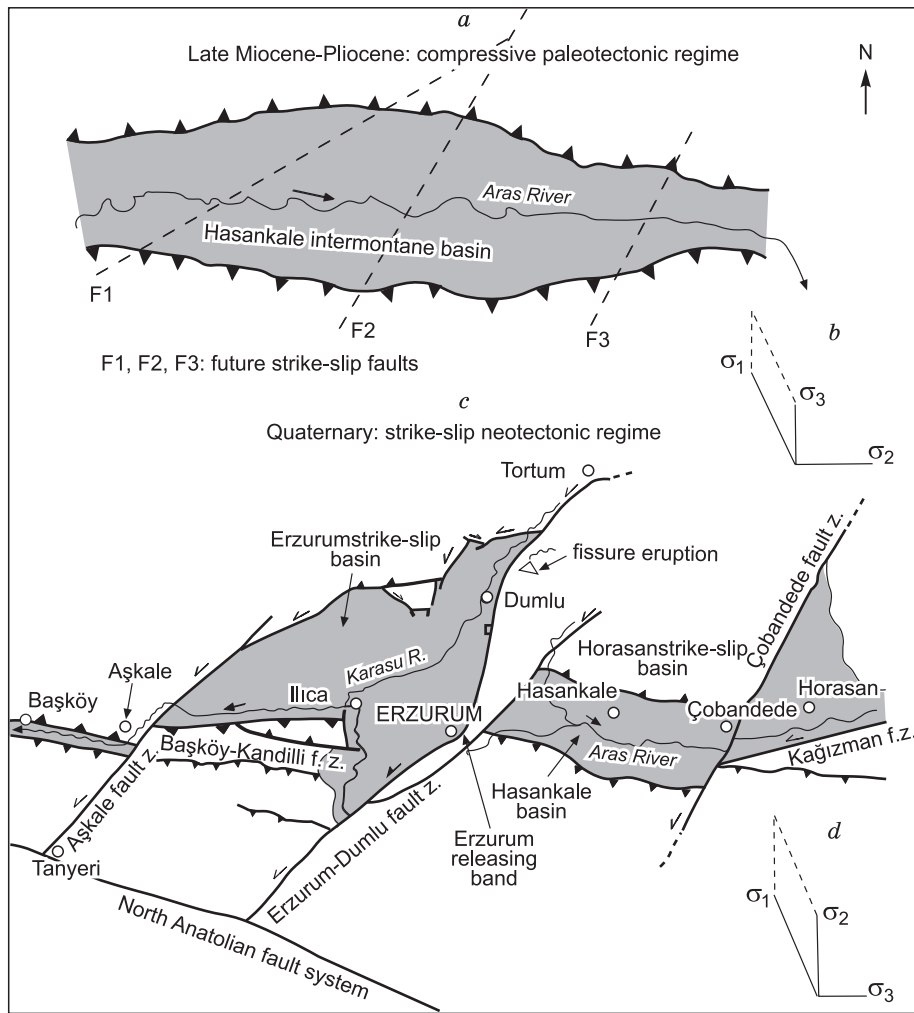 a
Late Miocene-Pliocene: compressive paleotectonic regime
N
Aras River
Hasankale intermontane basin
F1
F2
F3
F1, F2, F3: future strike-slip faults
b
σ1
σ3
σ2
c
Quaternary: strike-slip neotectonic regime
Tortum
Erzurumstrike-slip
basin
fissure eruption
Dumlu
Çobandede fault z.
Horasanstrike-slip
basin
Karasu R.
Aşkale
Başköy
Ilıca
ERZURUM
Hasankale
Çobandede
Horasan
Başköy-Kandilli f. z.
Aras River
Kağızman f.z.
Hasankale
basin
Aşkale fault z.
Erzurum-Dumlu fault z.
Erzurum
releasing
band
Tanyeri
North Anatolian fault system
d
σ1
σ2
σ3